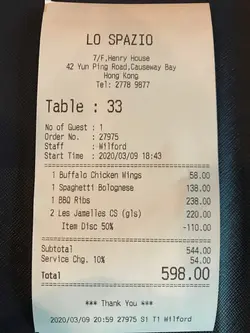 LO SPAZIO
7/F,Henry House
42 Yun Ping Road,Causeway Bay
Hong Kong
Tel: 2778 9877
Table : 33
No of Guest : 1
Order No. : 27975
Staff : Wilford
Start Time : 2020/03/09 18:43
1 Buffalo Chicken Wings 58.00
1 Spaghetti Bolognese 138.00
1 BBQ Ribs 238.00
2 Les Jamelles CS (gls) 220.00
Item Disc 50% -110.00
Subtotal 544.00
Service Chg. 10% 54.00
Total 598.00
*** Thank You ***
2020/03/09 20:59 27975 S1 T1 Wilford